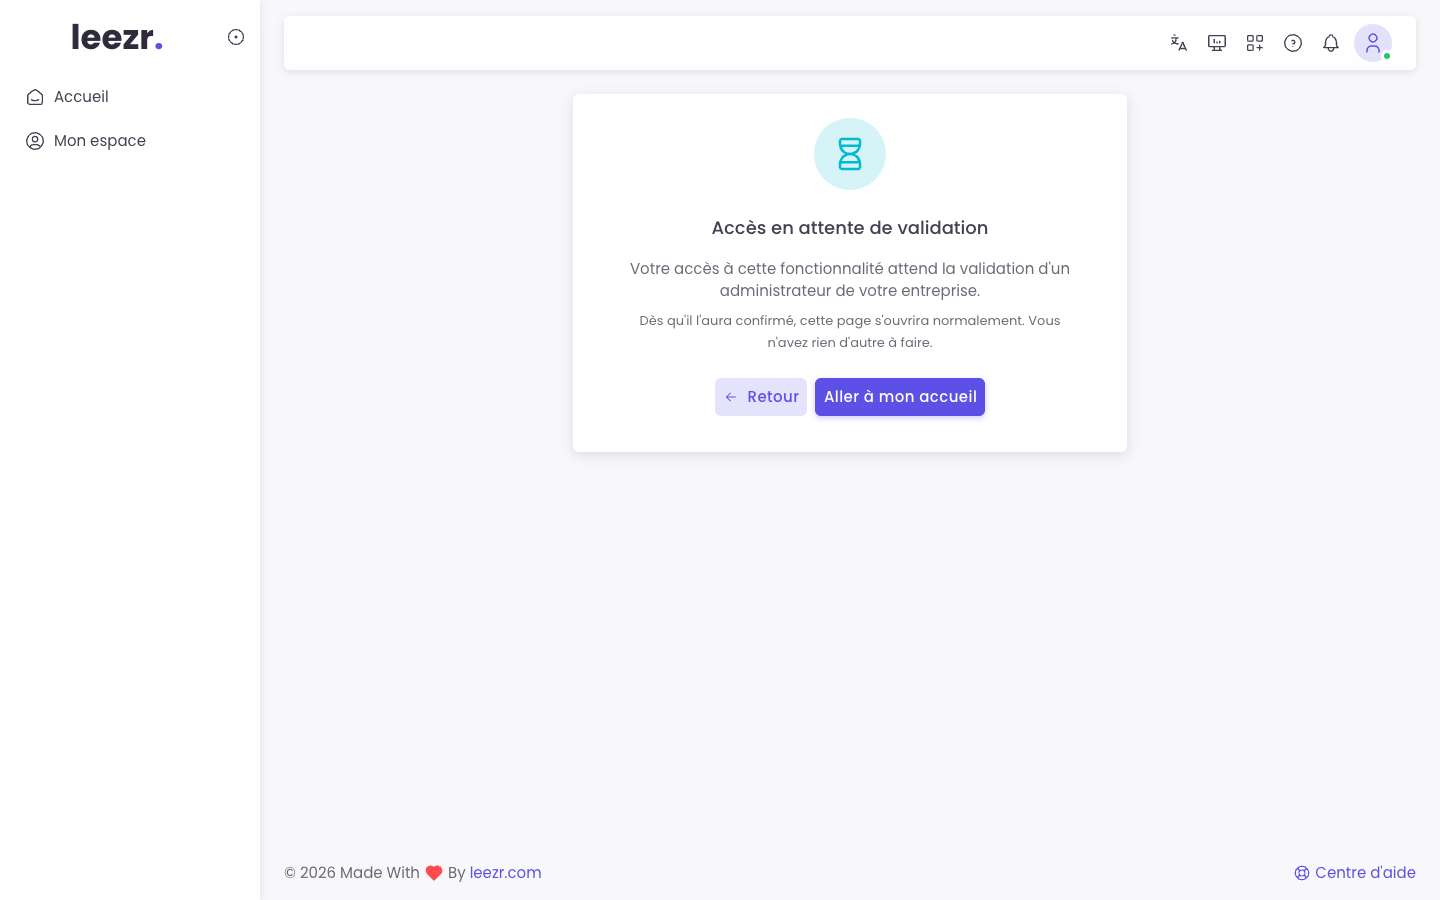 leezr.
Accueil
Mon espace
Accès en attente de validation
Votre accès à cette fonctionnalité attend la validation d'un
administrateur de votre entreprise.
Dès qu'il l'aura confirmé, cette page s'ouvrira normalement. Vous
n'avez rien d'autre à faire.
Retour
Aller à mon accueil
© 2026 Made With ❤ By leezr.com
Centre d'aide